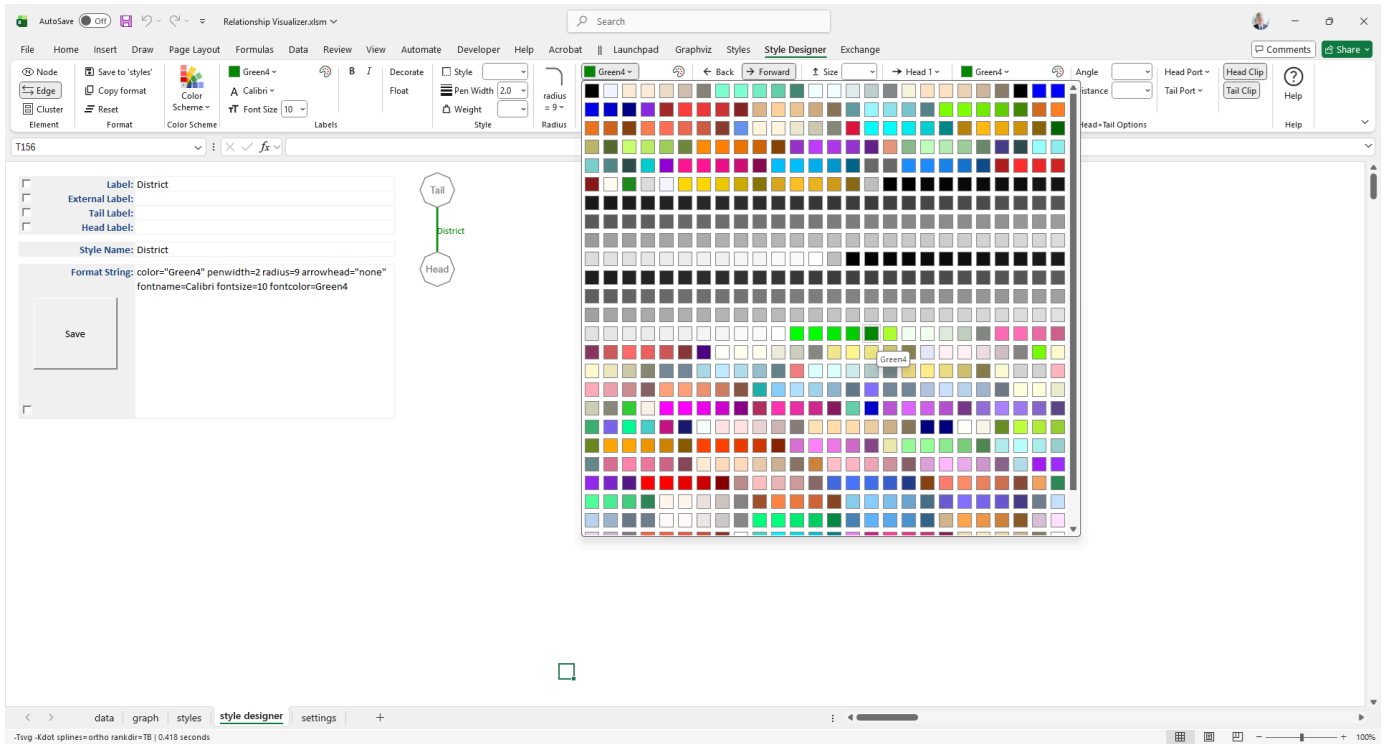 AutoSave Off Relationship Visualizer.xlsm Search
File Home Insert Draw Page Layout Formulas Data Review View Automate Developer Help Acrobat || Launchpad Graphviz Styles Style Designer Exchange Comments Share
Node Save to 'styles' Green4 B I Decorate Style Green4 Back Forward Size Head 1 Green4 Angle Head Port Head Clip
Edge Copy format Calibri Float Pen Width 2.0 radius istance Tail Port Tail Clip Help
Cluster Reset Color Scheme Font Size 10 Weight = 9
Element Format Color Scheme Labels Style Radius Head+Tail Options Help
T156 fx
Label: District
External Label:
Tail Label:
Head Label:
Style Name: District
Format String: color="Green4" penwidth=2 radius=9 arrowhead="none"
fontname=Calibri fontsize=10 fontcolor=Green4
Save
Tail
District
Head
Green4
data graph styles style designer settings
-Tsvg -Kdot splines=ortho rankdir=TB | 0.418 seconds 100%